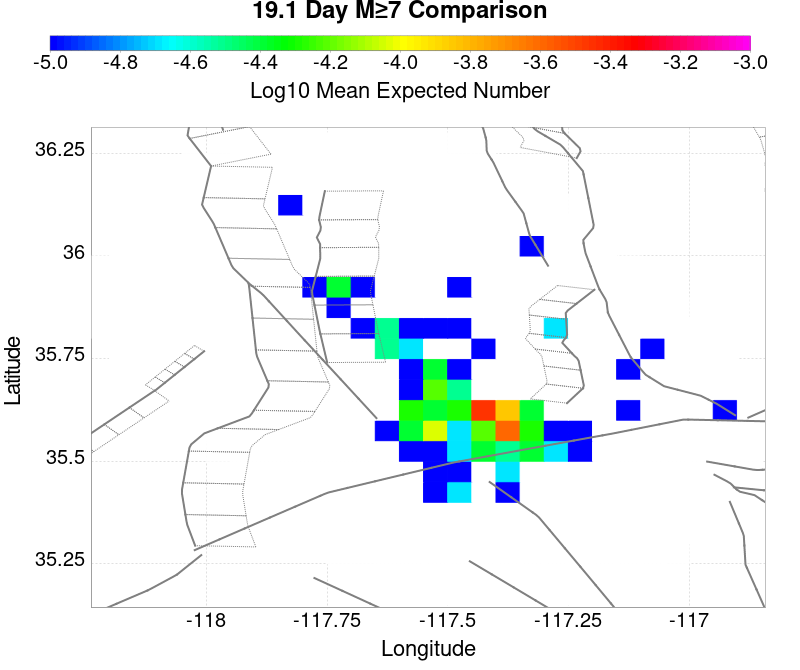 19.1 Day M≥7 Comparison
-5.0 -4.8 -4.6 -4.4 -4.2 -4.0 -3.8 -3.6 -3.4 -3.2 -3.0
Log10 Mean Expected Number
36.25
36
35.75
35.5
35.25
Latitude
-118 -117.75 -117.5 -117.25 -117
Longitude